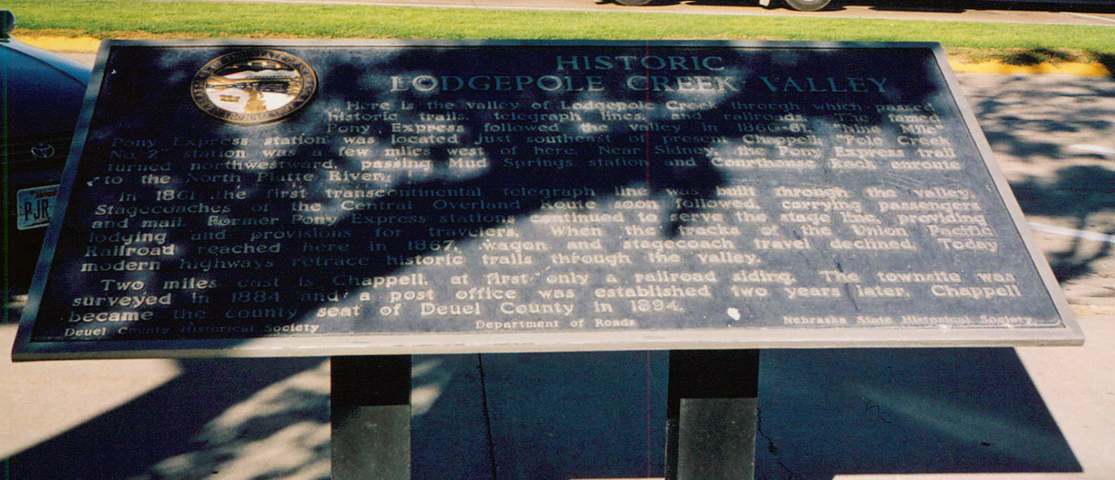 HISTORIC
LODGEPOLE CREEK VALLEY
Here is the valley of Lodgepole Creek through which passed
historic trails, telegraph lines, and railroads. The famed
Pony Express followed the valley in 1860-61. "Nine Mile"
Pony Express station was located just southeast of present Chappell. "Pole Creek
No. 2" station was a few miles west of here. Near Sidney, the Pony Express trail
turned northwestward, passing Mud Springs station and Courthouse Rock enroute
to the North Platte River.
In 1861 the first transcontinental telegraph line was built through the valley.
Stagecoaches of the Central Overland Route soon followed, carrying passengers
and mail. Former Pony Express stations continued to serve the stage line, providing
lodging and provisions for travelers. When the tracks of the Union Pacific
Railroad reached here in 1867, wagon and stagecoach travel declined. Today
modern highways retrace historic trails through the valley.
Two miles east is Chappell, at first only a railroad siding. The townsite was
surveyed in 1884 and a post office was established two years later. Chappell
became the county seat of Deuel County in 1894.
Deuel County Historical Society Department of Roads Nebraska State Historical Society
PJR